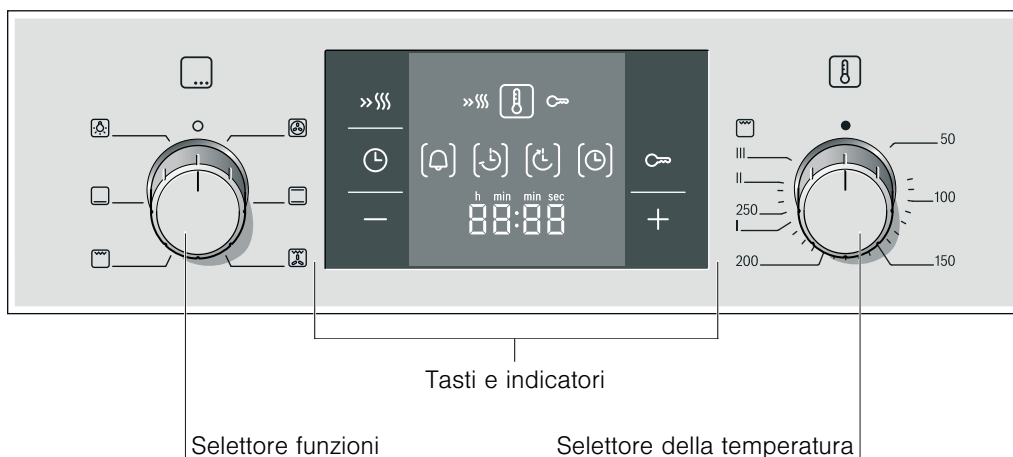 h min min sec
88:88
50
100
150
200
250
I
II
III
Tasti e indicatori
Selettore funzioni
Selettore della temperatura